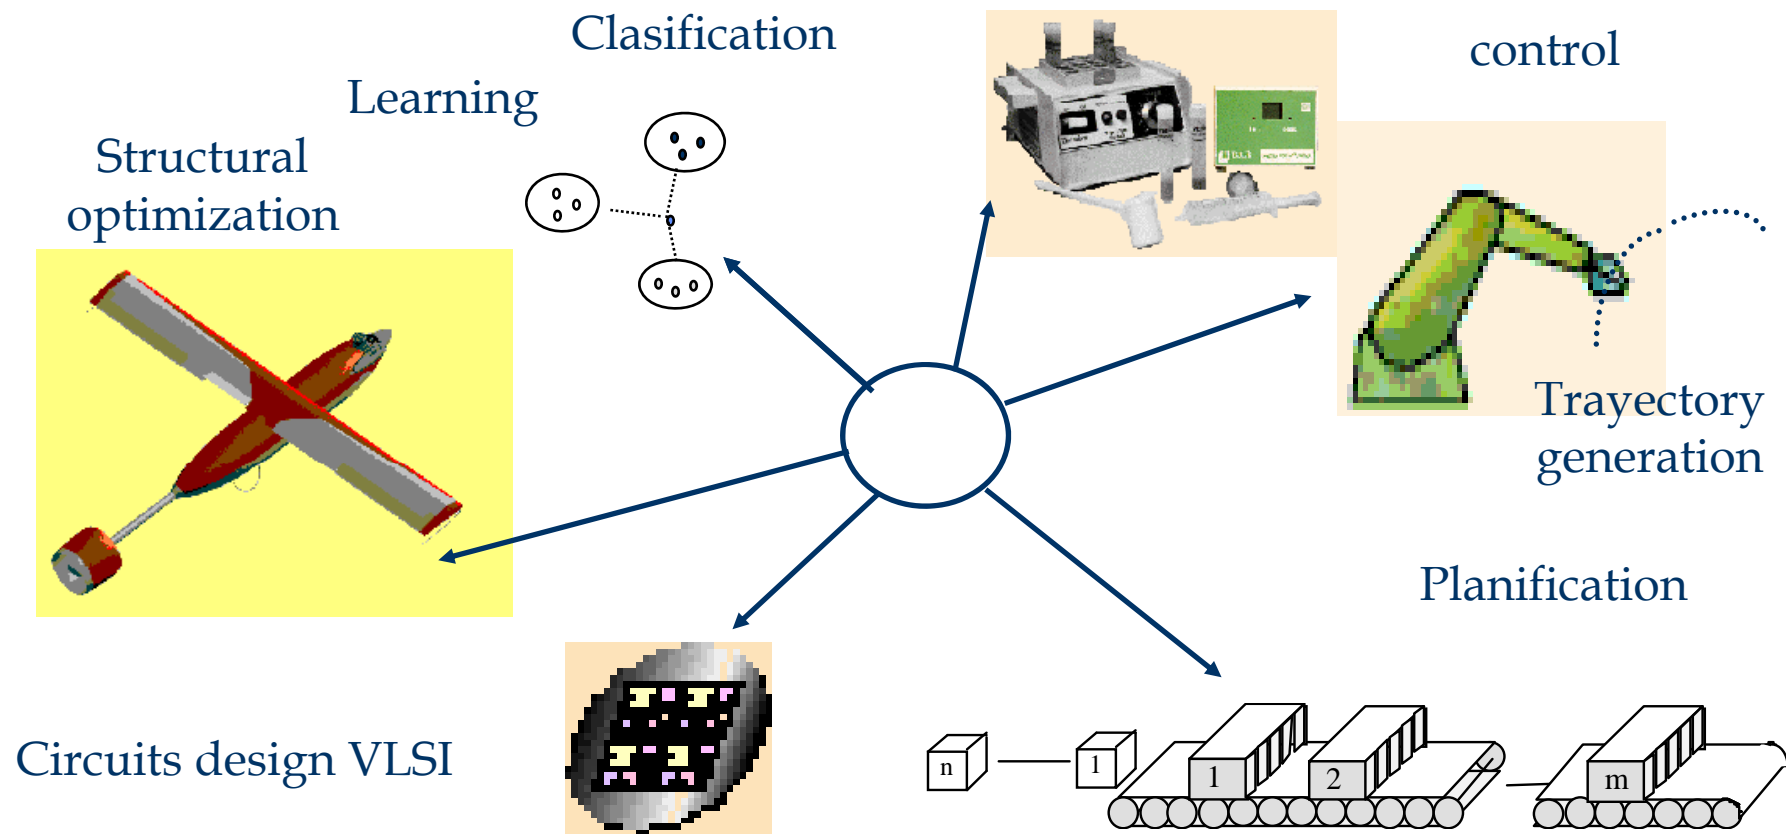 Clasification
control
Learning
Structural
optimization
Trayectory
generation
Planification
Circuits design VLSI
n
1
1
2
m